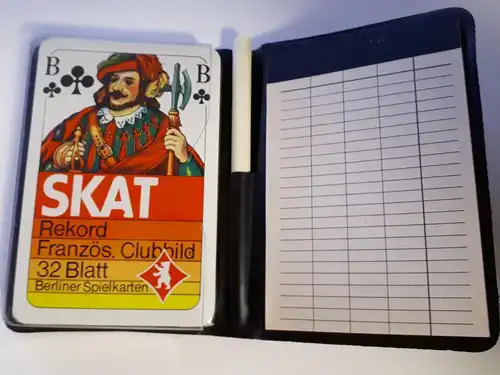 B B
SKAT
Rekord
Französ. Clubbild
32 Blatt
Berliner Spielkarten